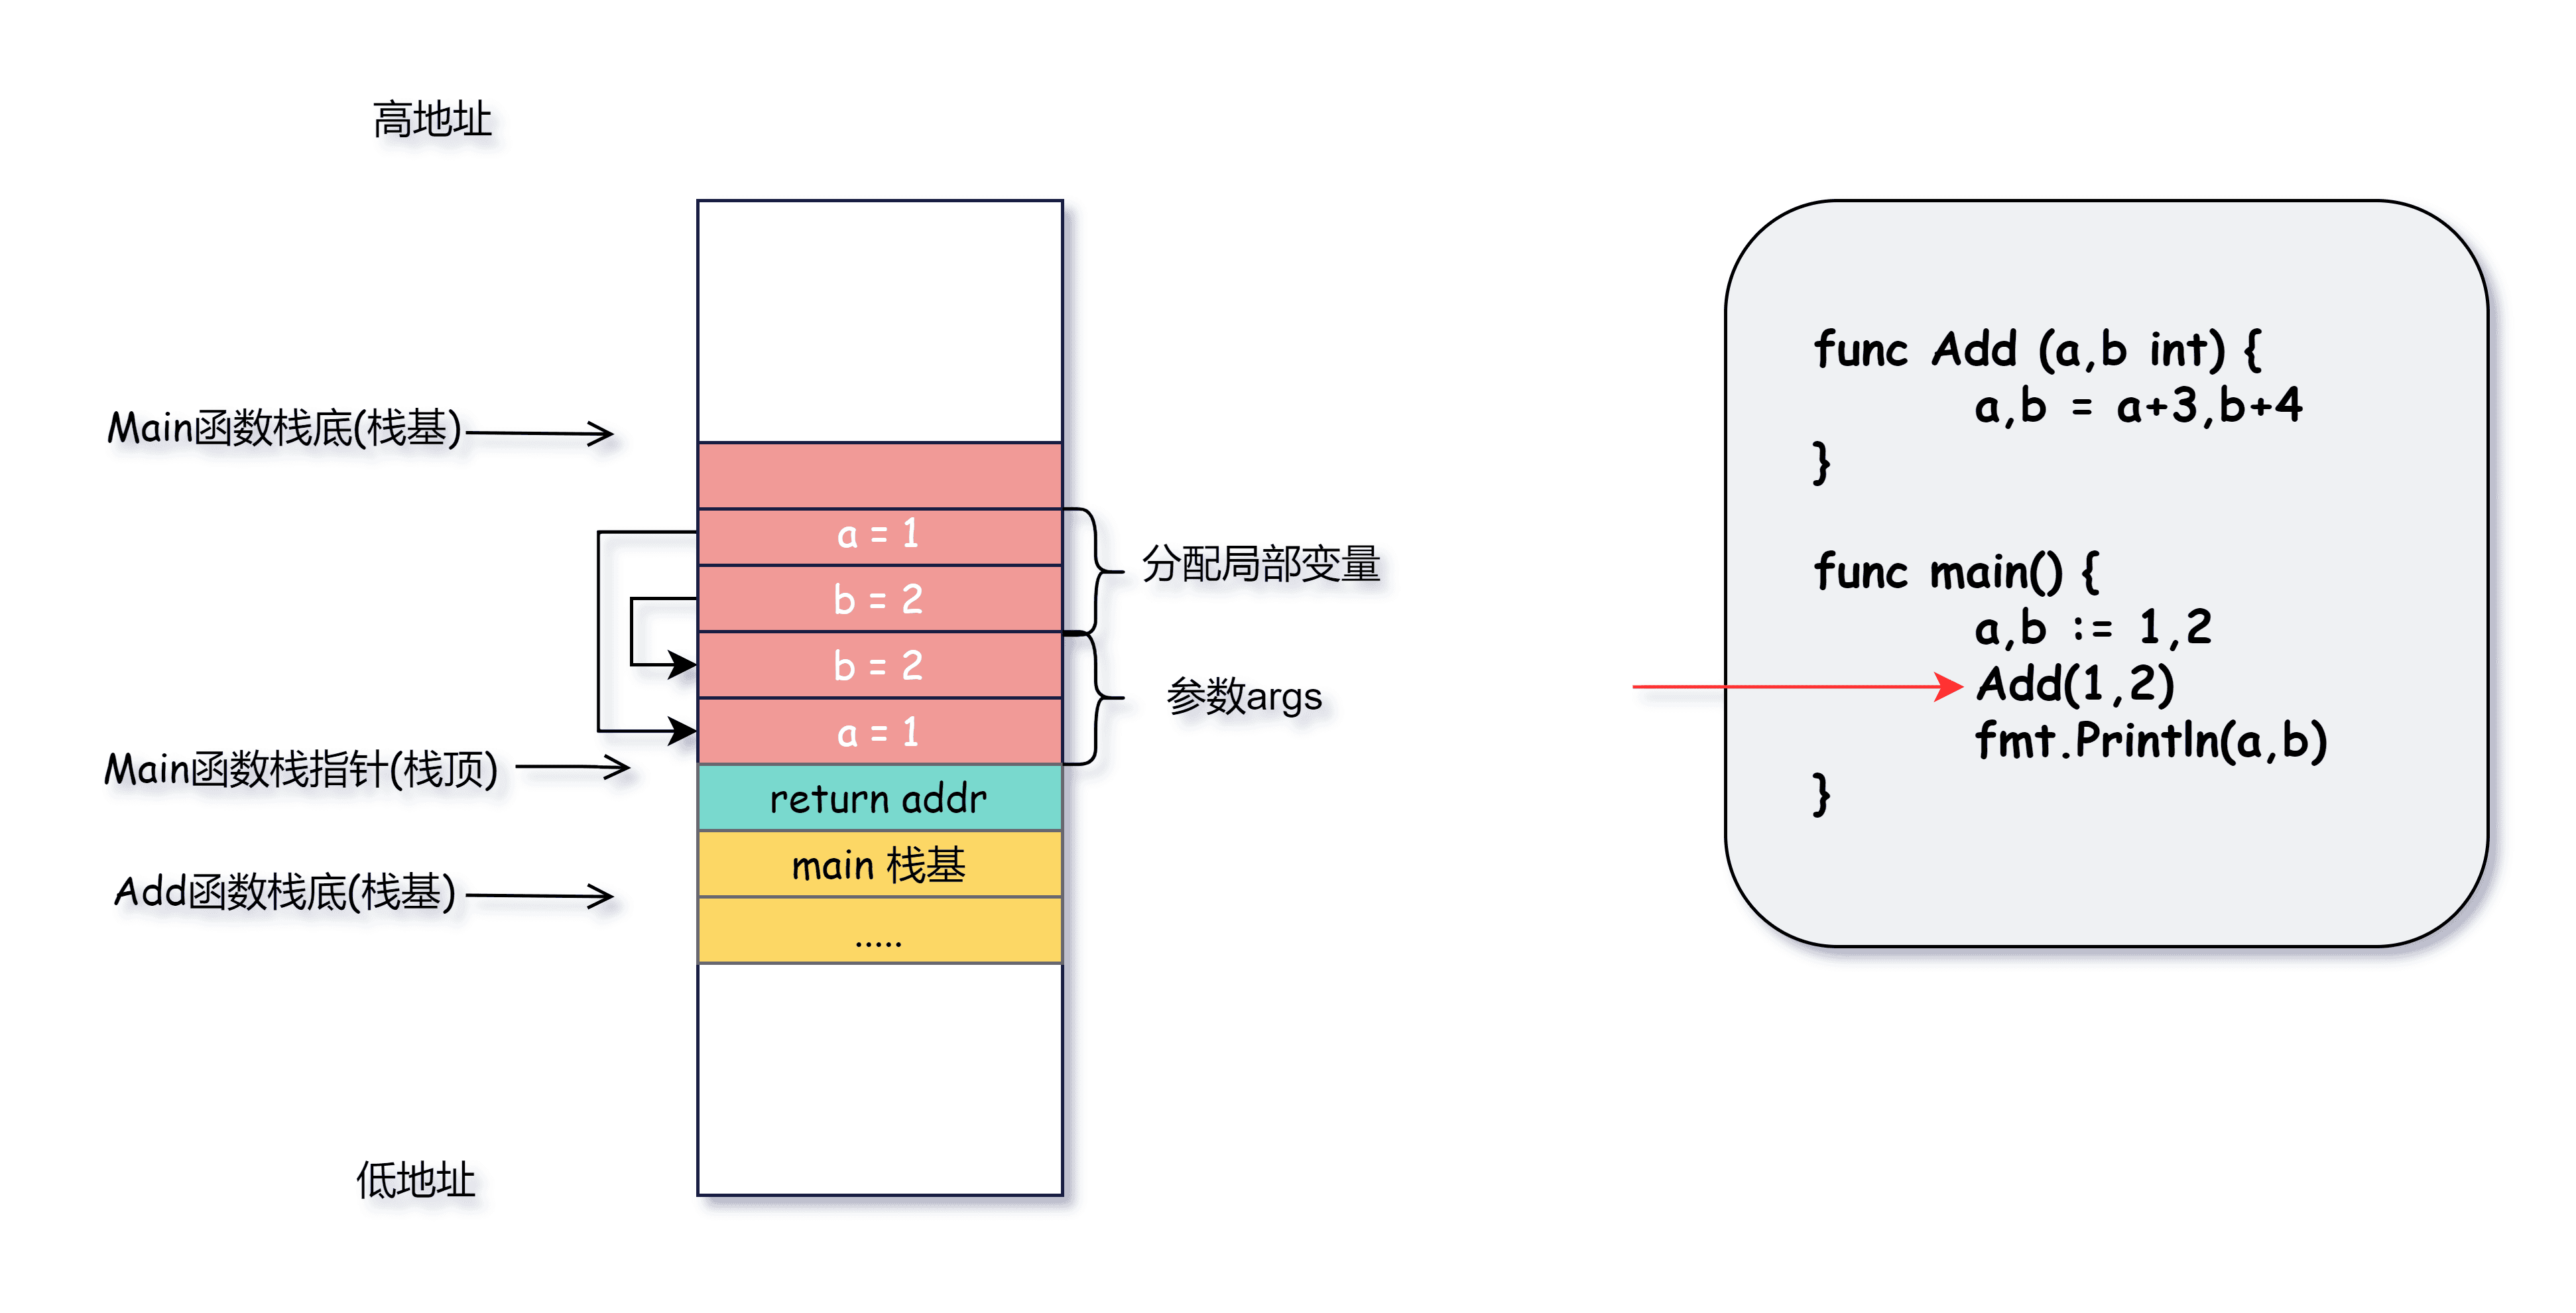 高地址
Main函数栈底(栈基)
a = 1
b = 2
分配局部变量
b = 2
参数args
a = 1
Main函数栈指针(栈顶)
return addr
main 栈基
Add函数栈底(栈基)
.....
低地址
func Add (a,b int) {
a,b = a+3,b+4
}
func main() {
a,b := 1,2
Add(1,2)
fmt.Println(a,b)
}